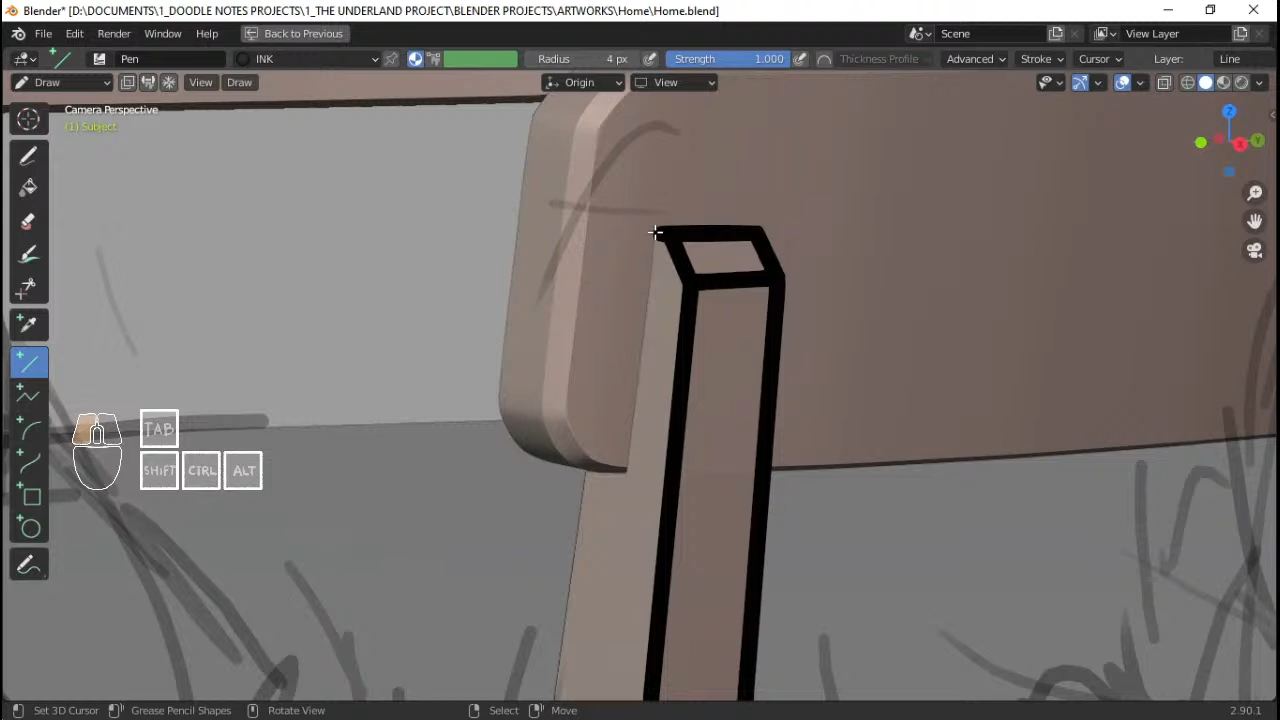 Blender* [D:\DOCUMENTS\1_DOODLE NOTES PROJECTS\1_THE UNDERLAND PROJECT\BLENDER PROJECTS\ARTWORKS\Home\Home.blend]
File Edit Render Window Help Back to Previous Scene View Layer
Pen INK Radius 4 px Strength 1.000 Thickness Profile Advanced Stroke Cursor Layer: Line
Draw View Draw Origin View
Camera Perspective
(1) Subject
Z
X
Y
TAB
SHIFT CTRL ALT
Set 3D Cursor Grease Pencil Shapes Rotate View Select Move 2.90.1